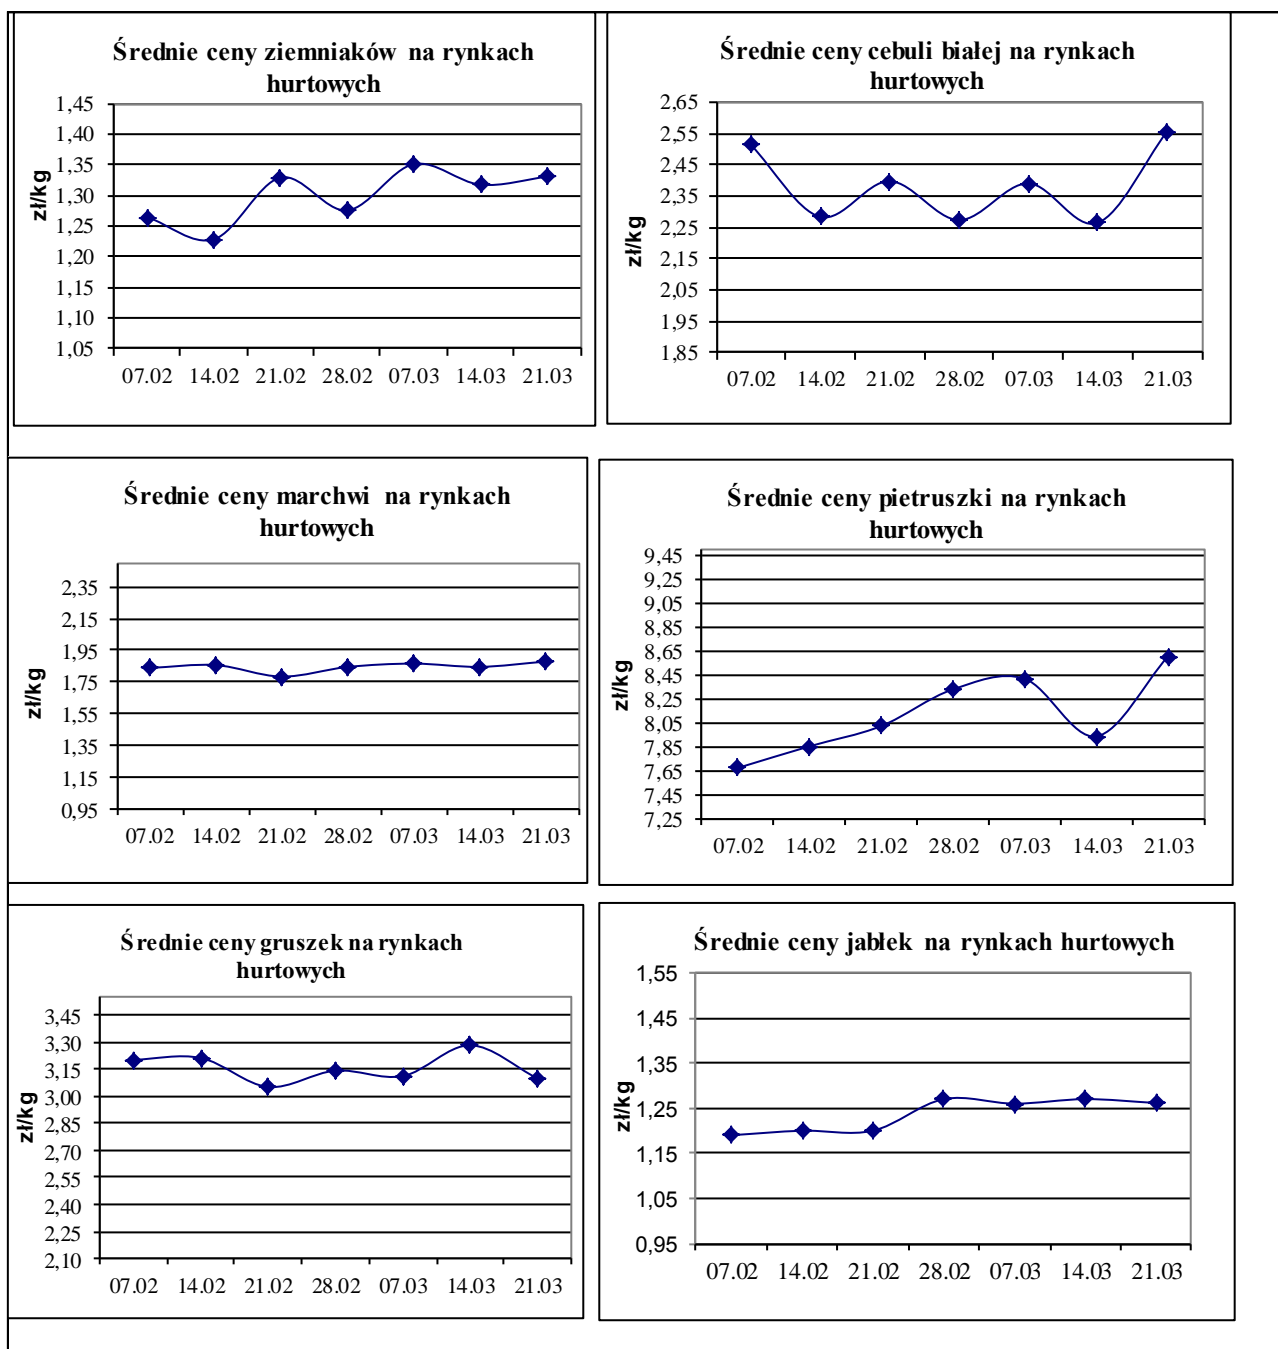 Średnie ceny ziemniaków na rynkach
hurtowych
zł/kg
1,45
1,40
1,35
1,30
1,25
1,20
1,15
1,10
1,05
07.02 14.02 21.02 28.02 07.03 14.03 21.03
Średnie ceny cebuli białej na rynkach
hurtowych
zł/kg
2,65
2,55
2,45
2,35
2,25
2,15
2,05
1,95
1,85
07.02 14.02 21.02 28.02 07.03 14.03 21.03
Średnie ceny marchwi na rynkach
hurtowych
zł/kg
2,35
2,15
1,95
1,75
1,55
1,35
1,15
0,95
07.02 14.02 21.02 28.02 07.03 14.03 21.03
Średnie ceny pietruszki na rynkach
hurtowych
zł/kg
9,45
9,25
9,05
8,85
8,65
8,45
8,25
8,05
7,85
7,65
7,45
7,25
07.02 14.02 21.02 28.02 07.03 14.03 21.03
Średnie ceny gruszek na rynkach
hurtowych
zł/kg
3,45
3,30
3,15
3,00
2,85
2,70
2,55
2,40
2,25
2,10
07.02 14.02 21.02 28.02 07.03 14.03 21.03
Średnie ceny jabłek na rynkach hurtowych
zł/kg
1,55
1,45
1,35
1,25
1,15
1,05
0,95
07.02 14.02 21.02 28.02 07.03 14.03 21.03